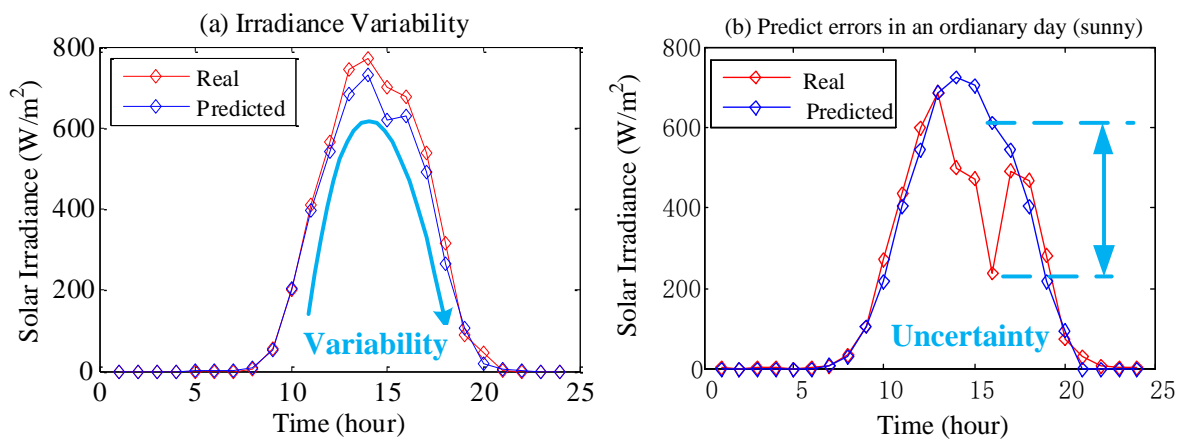 (a) Irradiance Variability
800
600
400
200
0
Solar Irradiance (W/m²)
Real
Predicted
Variability
0 5 10 15 20 25
Time (hour)
(b) Predict errors in an ordianary day (sunny)
800
600
400
200
0
Solar Irradiance (W/m²)
Real
Predicted
Uncertainty
0 5 10 15 20 25
Time (hour)